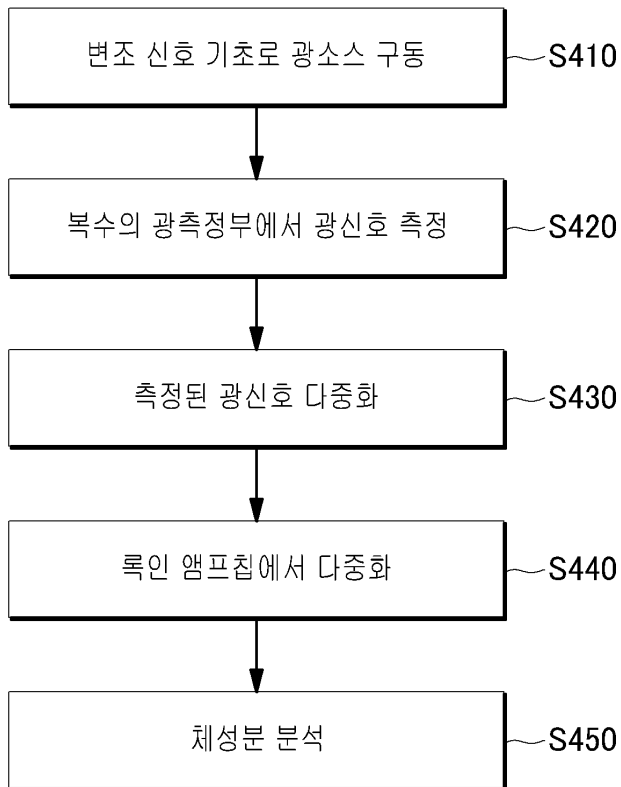 변조 신호 기초로 광소스 구동
S410
복수의 광측정부에서 광신호 측정
S420
측정된 광신호 다중화
S430
록인 앰프칩에서 다중화
S440
체성분 분석
S450